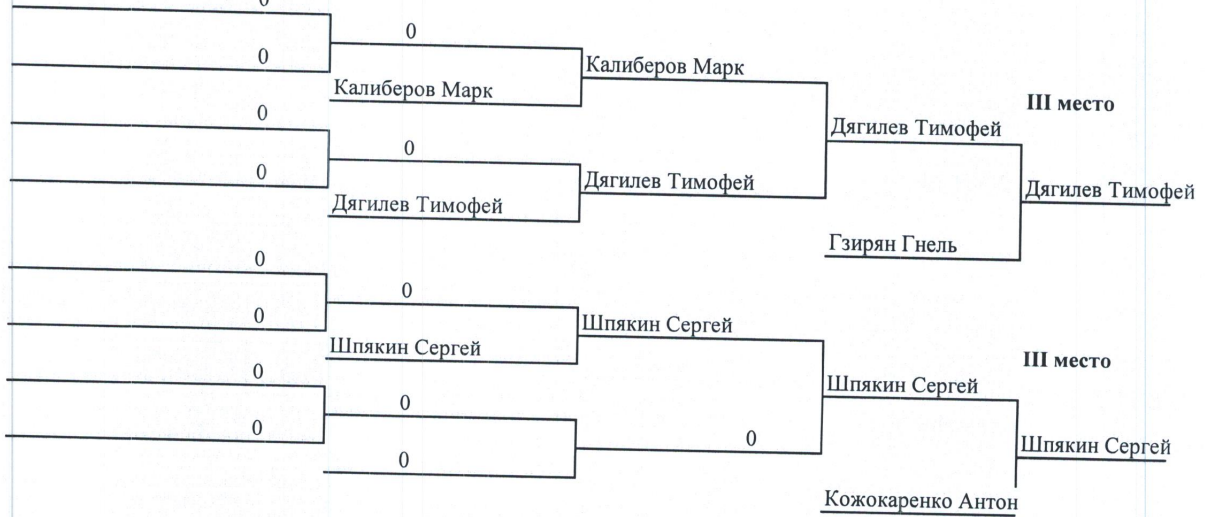 0
0
0
Калиберов Марк
Калиберов Марк
III место
0
0
Дягилев Тимофей
0
Дягилев Тимофей
Дягилев Тимофей
Дягилев Тимофей
Гзирян Гнель
0
0
0
Шпякин Сергей
Шпякин Сергей
III место
0
Шпякин Сергей
0
0
0
Шпякин Сергей
0
Кожокаренко Антон